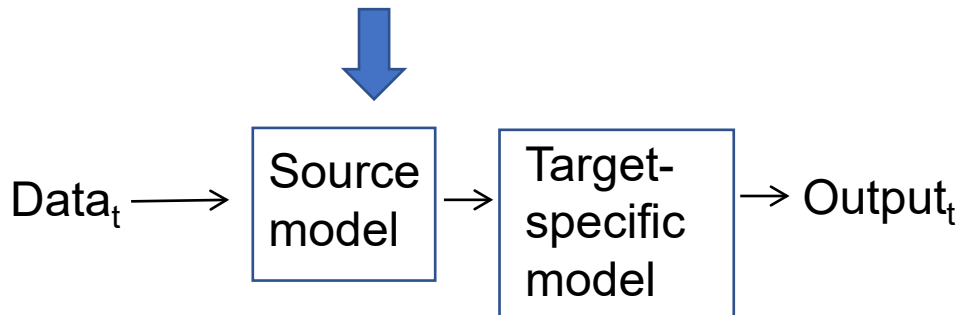 Data_t
Source
model
Target-
specific
model
Output_t